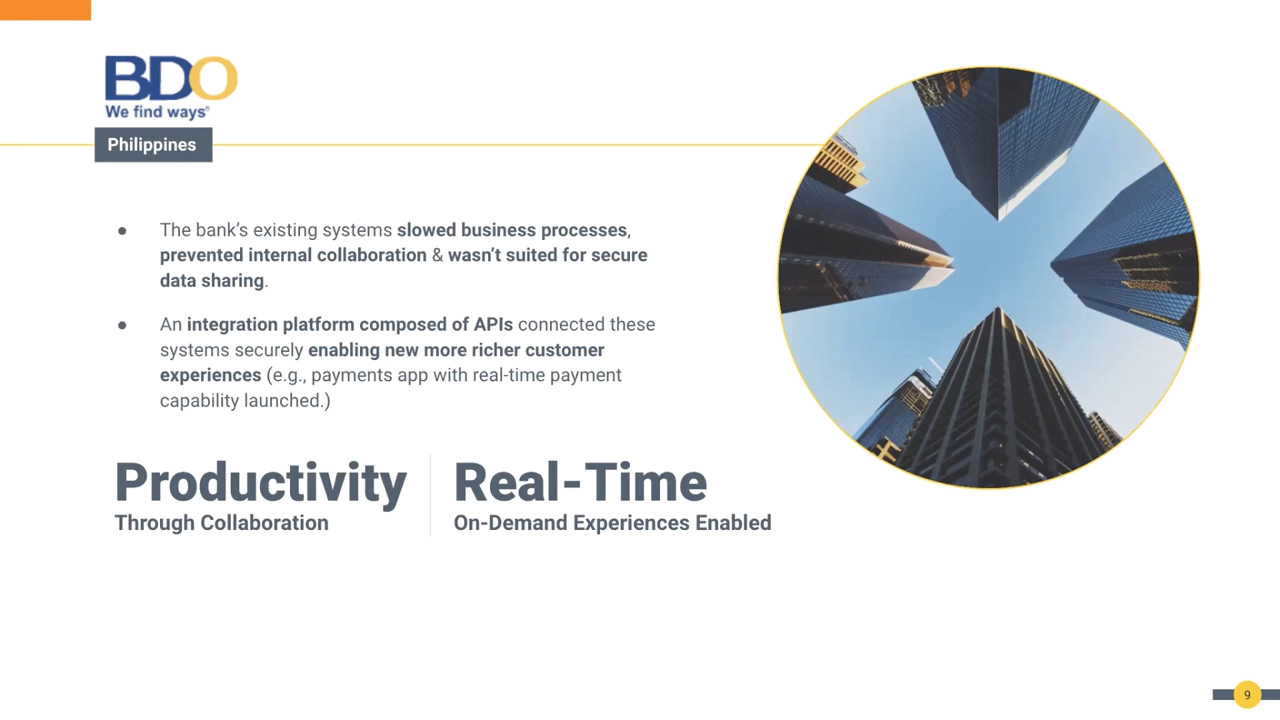 BDO
We find ways®
Philippines
● The bank’s existing systems slowed business processes,
prevented internal collaboration & wasn’t suited for secure
data sharing.
● An integration platform composed of APIs connected these
systems securely enabling new more richer customer
experiences (e.g., payments app with real-time payment
capability launched.)
Productivity
Through Collaboration
Real-Time
On-Demand Experiences Enabled
9